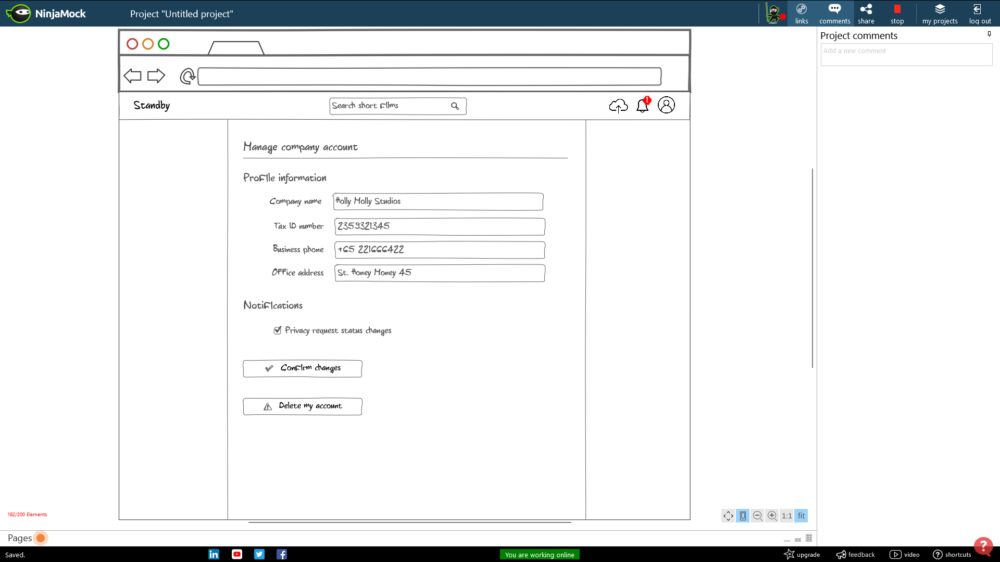 NinjaMock
Project "Untitled project"
links
comments
share
stop
my projects
log out
Project comments
Add a new comment
Standby
Search short films
1
Manage company account
Profile information
Company name
Holly Molly Studios
Tax ID number
2359321345
Business phone
+65 221666422
Office address
St. Honey Money 45
Notifications
Privacy request status changes
Confirm changes
Delete my account
182/200 Elements
1:1
fit
Pages
Saved.
You are working online
upgrade
feedback
video
shortcuts
?